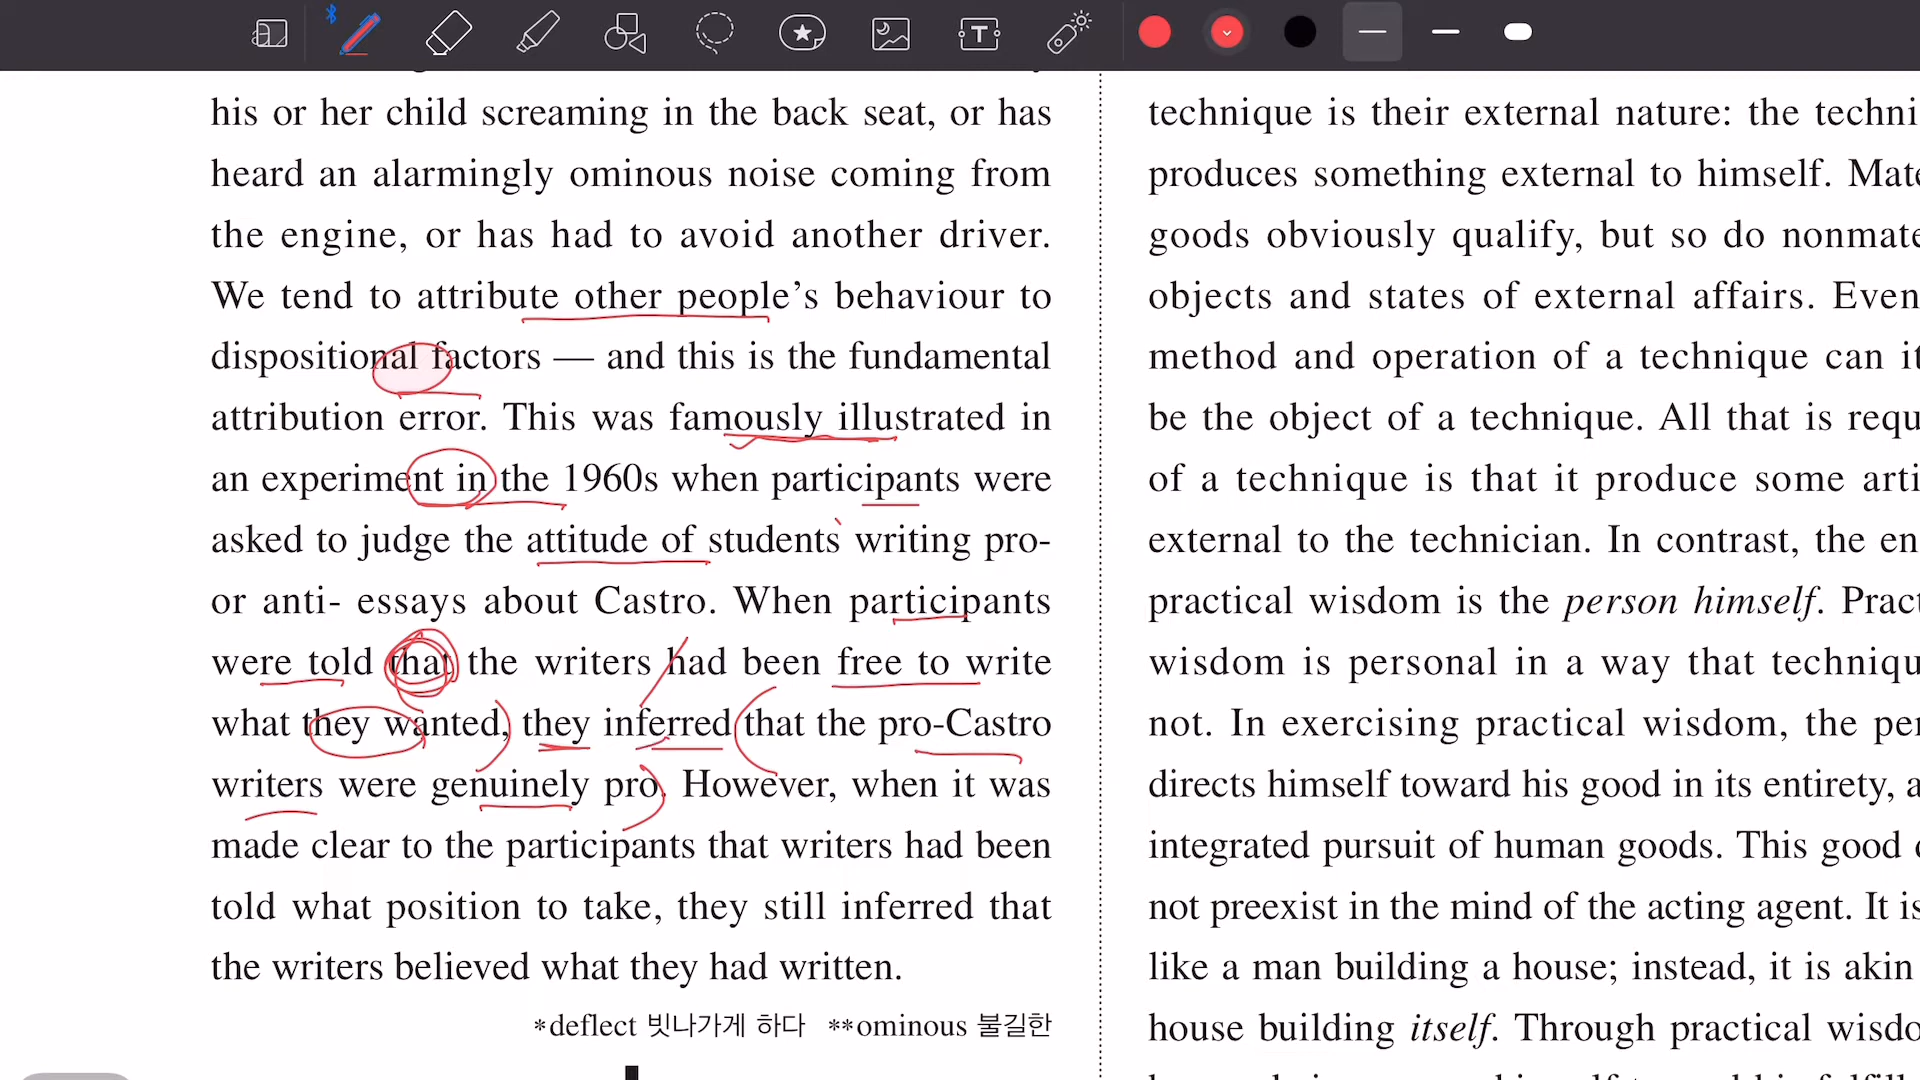 his or her child screaming in the back seat, or has
heard an alarmingly ominous noise coming from
the engine, or has had to avoid another driver.
We tend to attribute other people's behaviour to
dispositional factors — and this is the fundamental
attribution error. This was famously illustrated in
an experiment in the 1960s when participants were
asked to judge the attitude of students writing pro-
or anti- essays about Castro. When participants
were told that the writers had been free to write
what they wanted, they inferred that the pro-Castro
writers were genuinely pro. However, when it was
made clear to the participants that writers had been
told what position to take, they still inferred that
the writers believed what they had written.
*deflect 빗나가게 하다 **ominous 불길한
technique is their external nature: the techni
produces something external to himself. Mate
goods obviously qualify, but so do nonmate
objects and states of external affairs. Even
method and operation of a technique can it
be the object of a technique. All that is requ
of a technique is that it produce some arti
external to the technician. In contrast, the en
practical wisdom is the person himself. Pract
wisdom is personal in a way that techniqu
not. In exercising practical wisdom, the per
directs himself toward his good in its entirety, a
integrated pursuit of human goods. This good
not preexist in the mind of the acting agent. It is
like a man building a house; instead, it is akin
house building itself. Through practical wisdo